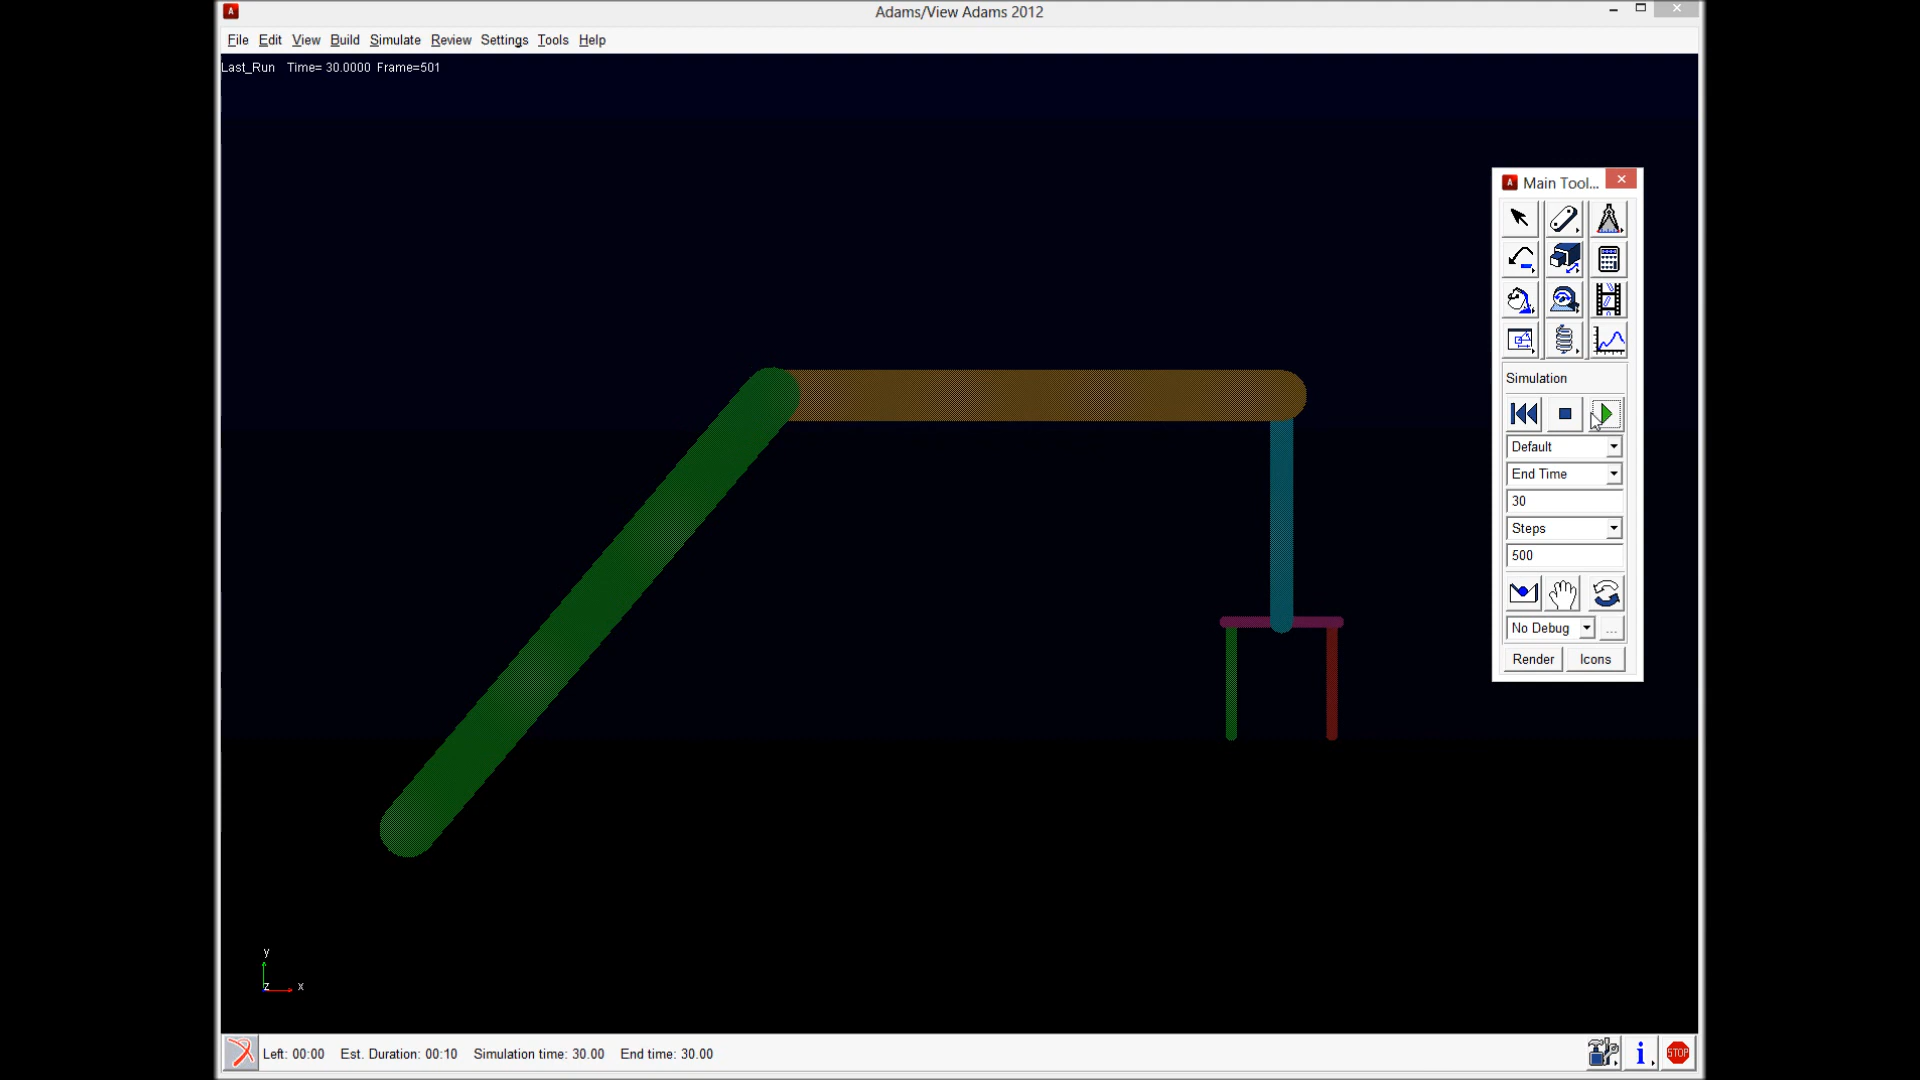 Adams/View Adams 2012
File Edit View Build Simulate Review Settings Tools Help
Last_Run Time= 30.0000 Frame=501
Main Tool...
Simulation
Default
End Time
30
Steps
500
No Debug
...
Render Icons
y
z x
Left: 00:00 Est. Duration: 00:10 Simulation time: 30.00 End time: 30.00
STOP